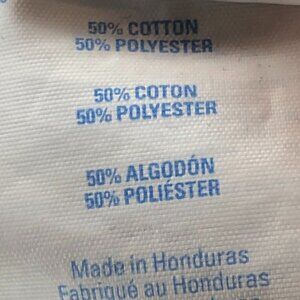 50% COTTON
50% POLYESTER
50% COTON
50% POLYESTER
50% ALGODÓN
50% POLIÉSTER
Made in Honduras
Fabriqué au Honduras